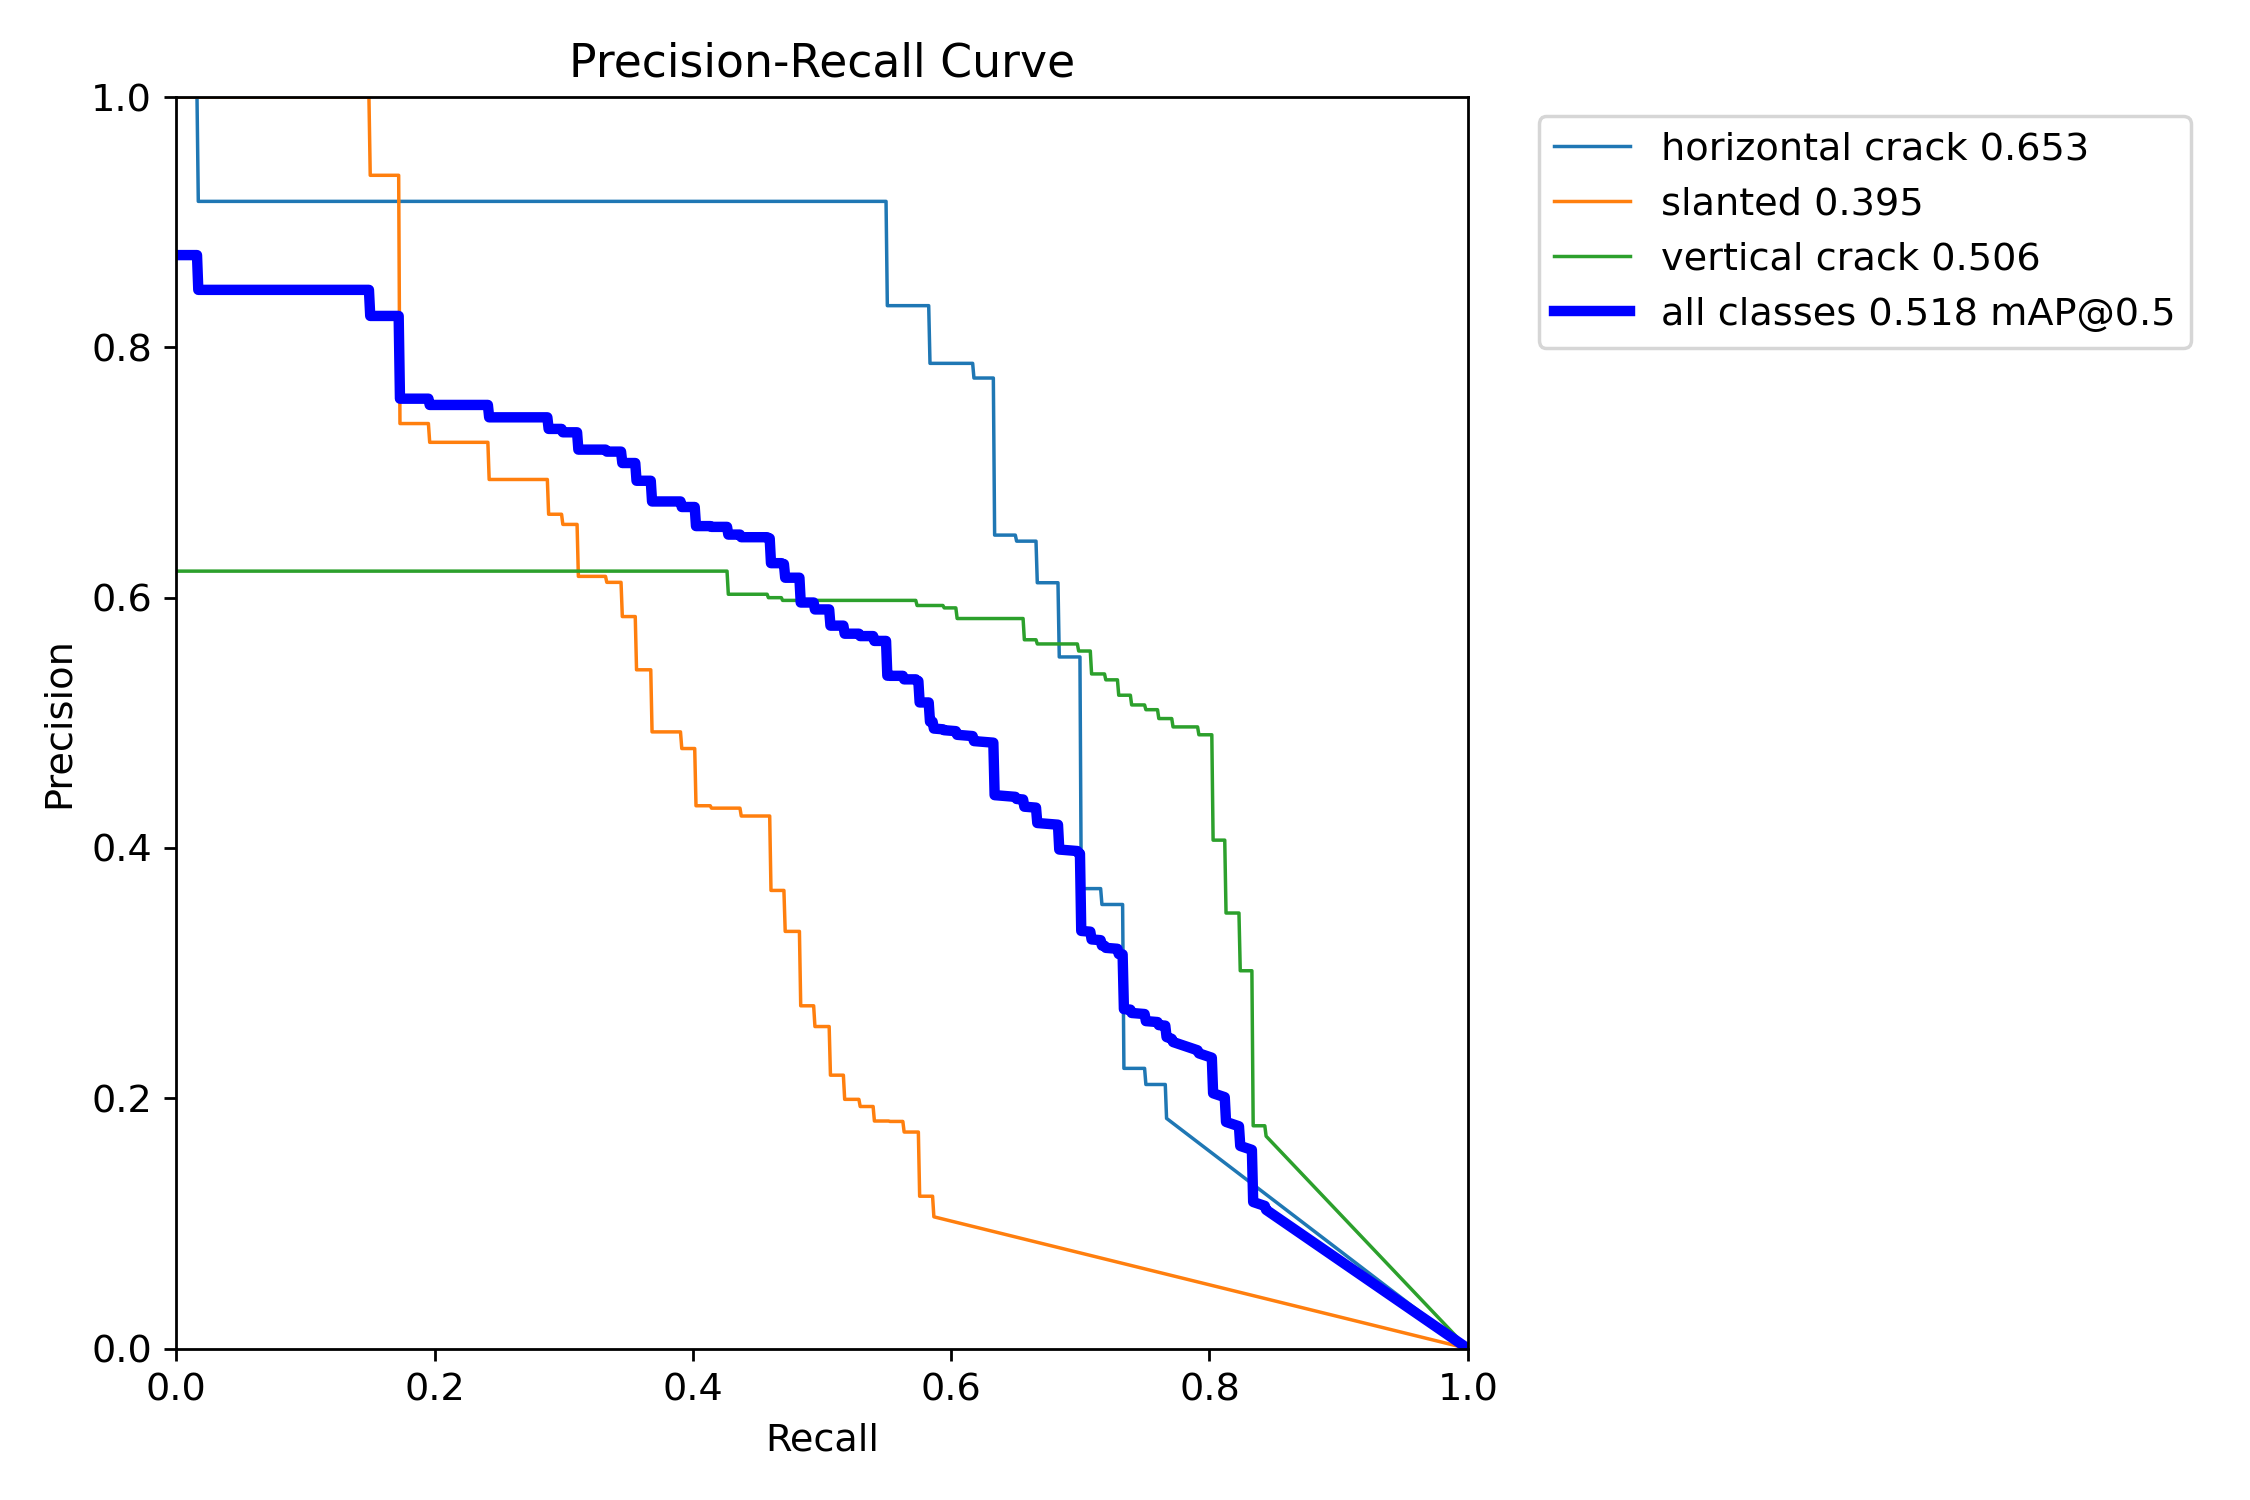 Precision-Recall Curve
1.0
0.8
0.6
0.4
0.2
0.0
Precision
0.0 0.2 0.4 0.6 0.8 1.0
Recall
horizontal crack 0.653
slanted 0.395
vertical crack 0.506
all classes 0.518 mAP@0.5